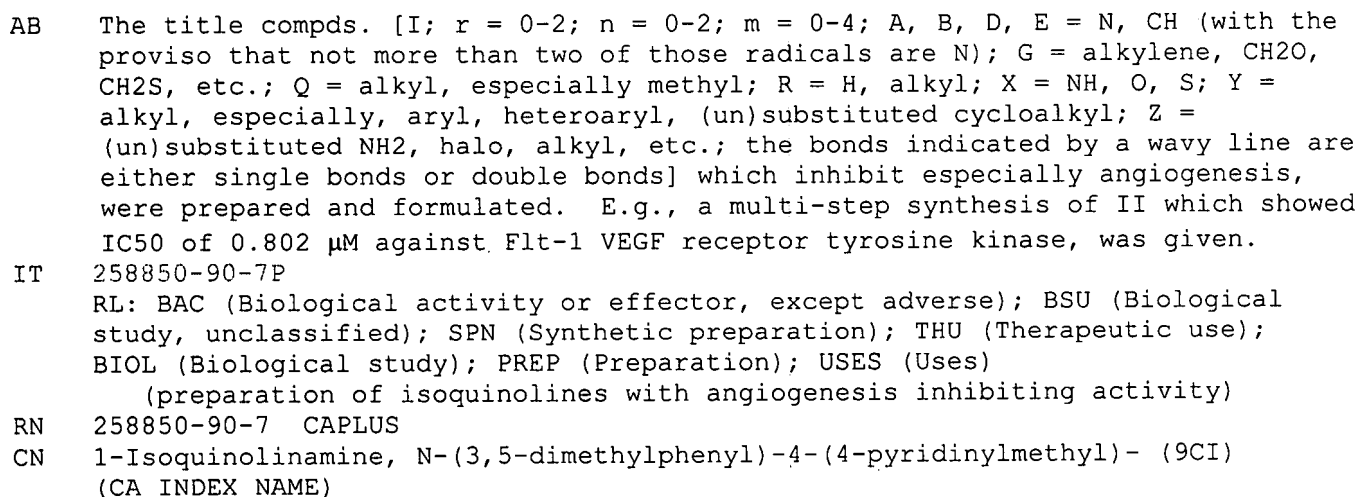 AB The title compds. [I; r = 0-2; n = 0-2; m = 0-4; A, B, D, E = N, CH (with the
proviso that not more than two of those radicals are N); G = alkylene, CH2O,
CH2S, etc.; Q = alkyl, especially methyl; R = H, alkyl; X = NH, O, S; Y =
alkyl, especially, aryl, heteroaryl, (un)substituted cycloalkyl; Z =
(un)substituted NH2, halo, alkyl, etc.; the bonds indicated by a wavy line are
either single bonds or double bonds] which inhibit especially angiogenesis,
were prepared and formulated. E.g., a multi-step synthesis of II which showed
IC50 of 0.802 μM against Flt-1 VEGF receptor tyrosine kinase, was given.
IT 258850-90-7P
RL: BAC (Biological activity or effector, except adverse); BSU (Biological
study, unclassified); SPN (Synthetic preparation); THU (Therapeutic use);
BIOL (Biological study); PREP (Preparation); USES (Uses)
(preparation of isoquinolines with angiogenesis inhibiting activity)
RN 258850-90-7 CAPLUS
CN 1-Isoquinolinamine, N-(3,5-dimethylphenyl)-4-(4-pyridinylmethyl)- (9CI)
(CA INDEX NAME)